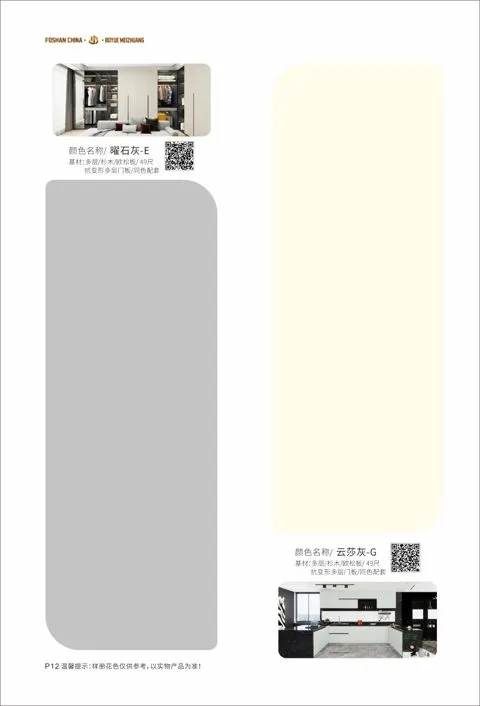 FOSHAN CHINA · · BOYUE MEIZHUANG
颜色名称/ 曜石灰-E
基材:多层/杉木/欧松板/ 49尺
抗变形多层门板/同色配套
颜色名称/ 云莎灰-G
基材:多层/杉木/欧松板/ 49尺
抗变形多层门板/同色配套
P12 温馨提示:样册花色仅供参考,以实物产品为准!